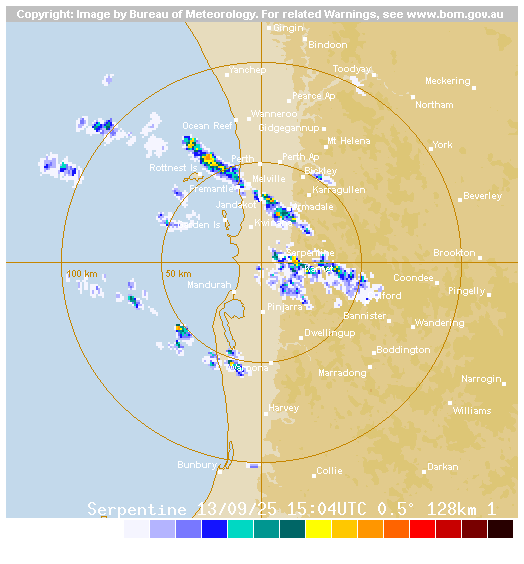 Copyright: Image by Bureau of Meteorology. For related Warnings, see www.bom.gov.au
Gingin
Bindoon
Yanchep
Toodyay
Meckering
Pearce Ap
Northam
Wanneroo
Ocean Reef
Gidgegannup
Mt Helena
York
Perth
Perth Ap
Rottnest Is
Bickley
Melville
Fremantle
Karragullen
Beverley
Jandakot
Armadale
Garden Is
Serpentine
Brookton
100 km
50 km
Coondee
Mandurah
Pingelly
Pinjarra
Bannister
Wandering
Dwellingup
Boddington
Waroona
Marradong
Narrogin
Harvey
Williams
Bunbury
Collie
Darkan
Serpentine 13/09/25 15:04UTC 0.5° 128km 1